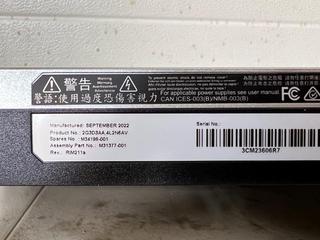 警告
警語:使用過度恐傷害視力
To prevent electric shock, do not remove cover.
For applicable power supplies see user manual.
CAN ICES-003(B)/NMB-003(B)
Manufactured: SEPTEMBER 2022
Product No.: 2G3D3AA,4L2N6AV
Spares No.: M34198-001
Assembly Part No.: M31377-001
Rev.: RIM211a
Serial No.:
3CM23606R7